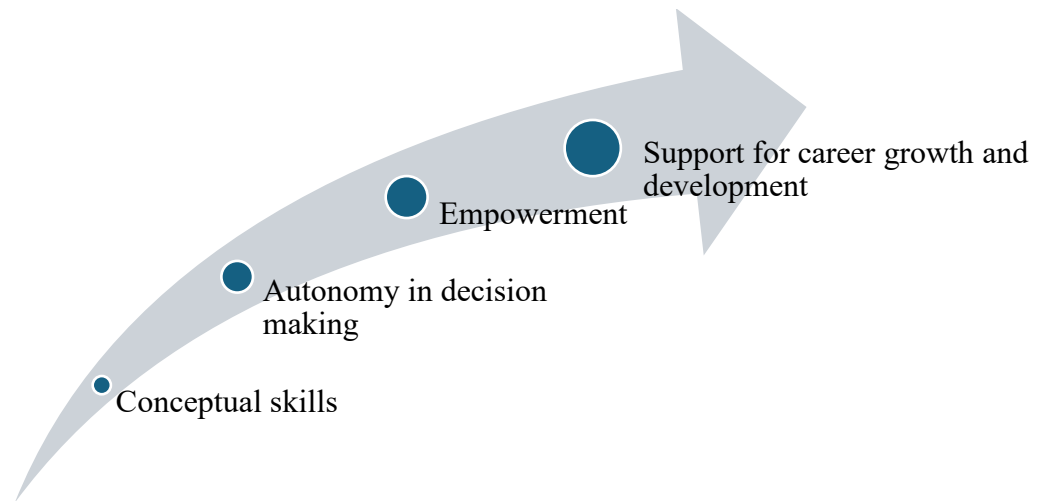 Support for career growth and
development
Empowerment
Autonomy in decision
making
Conceptual skills